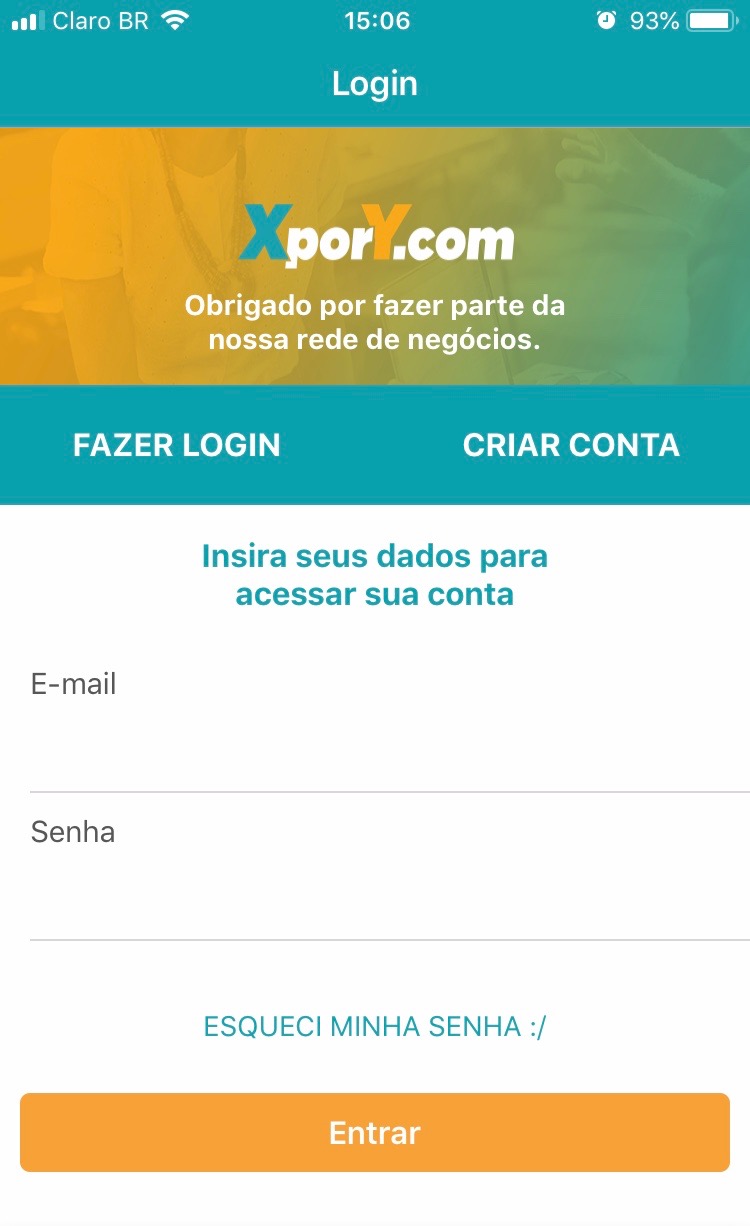 Claro BR 15:06 93%
Login
XporY.com
Obrigado por fazer parte da
nossa rede de negócios.
FAZER LOGIN CRIAR CONTA
Insira seus dados para
acessar sua conta
E-mail
Senha
ESQUECI MINHA SENHA :/
Entrar